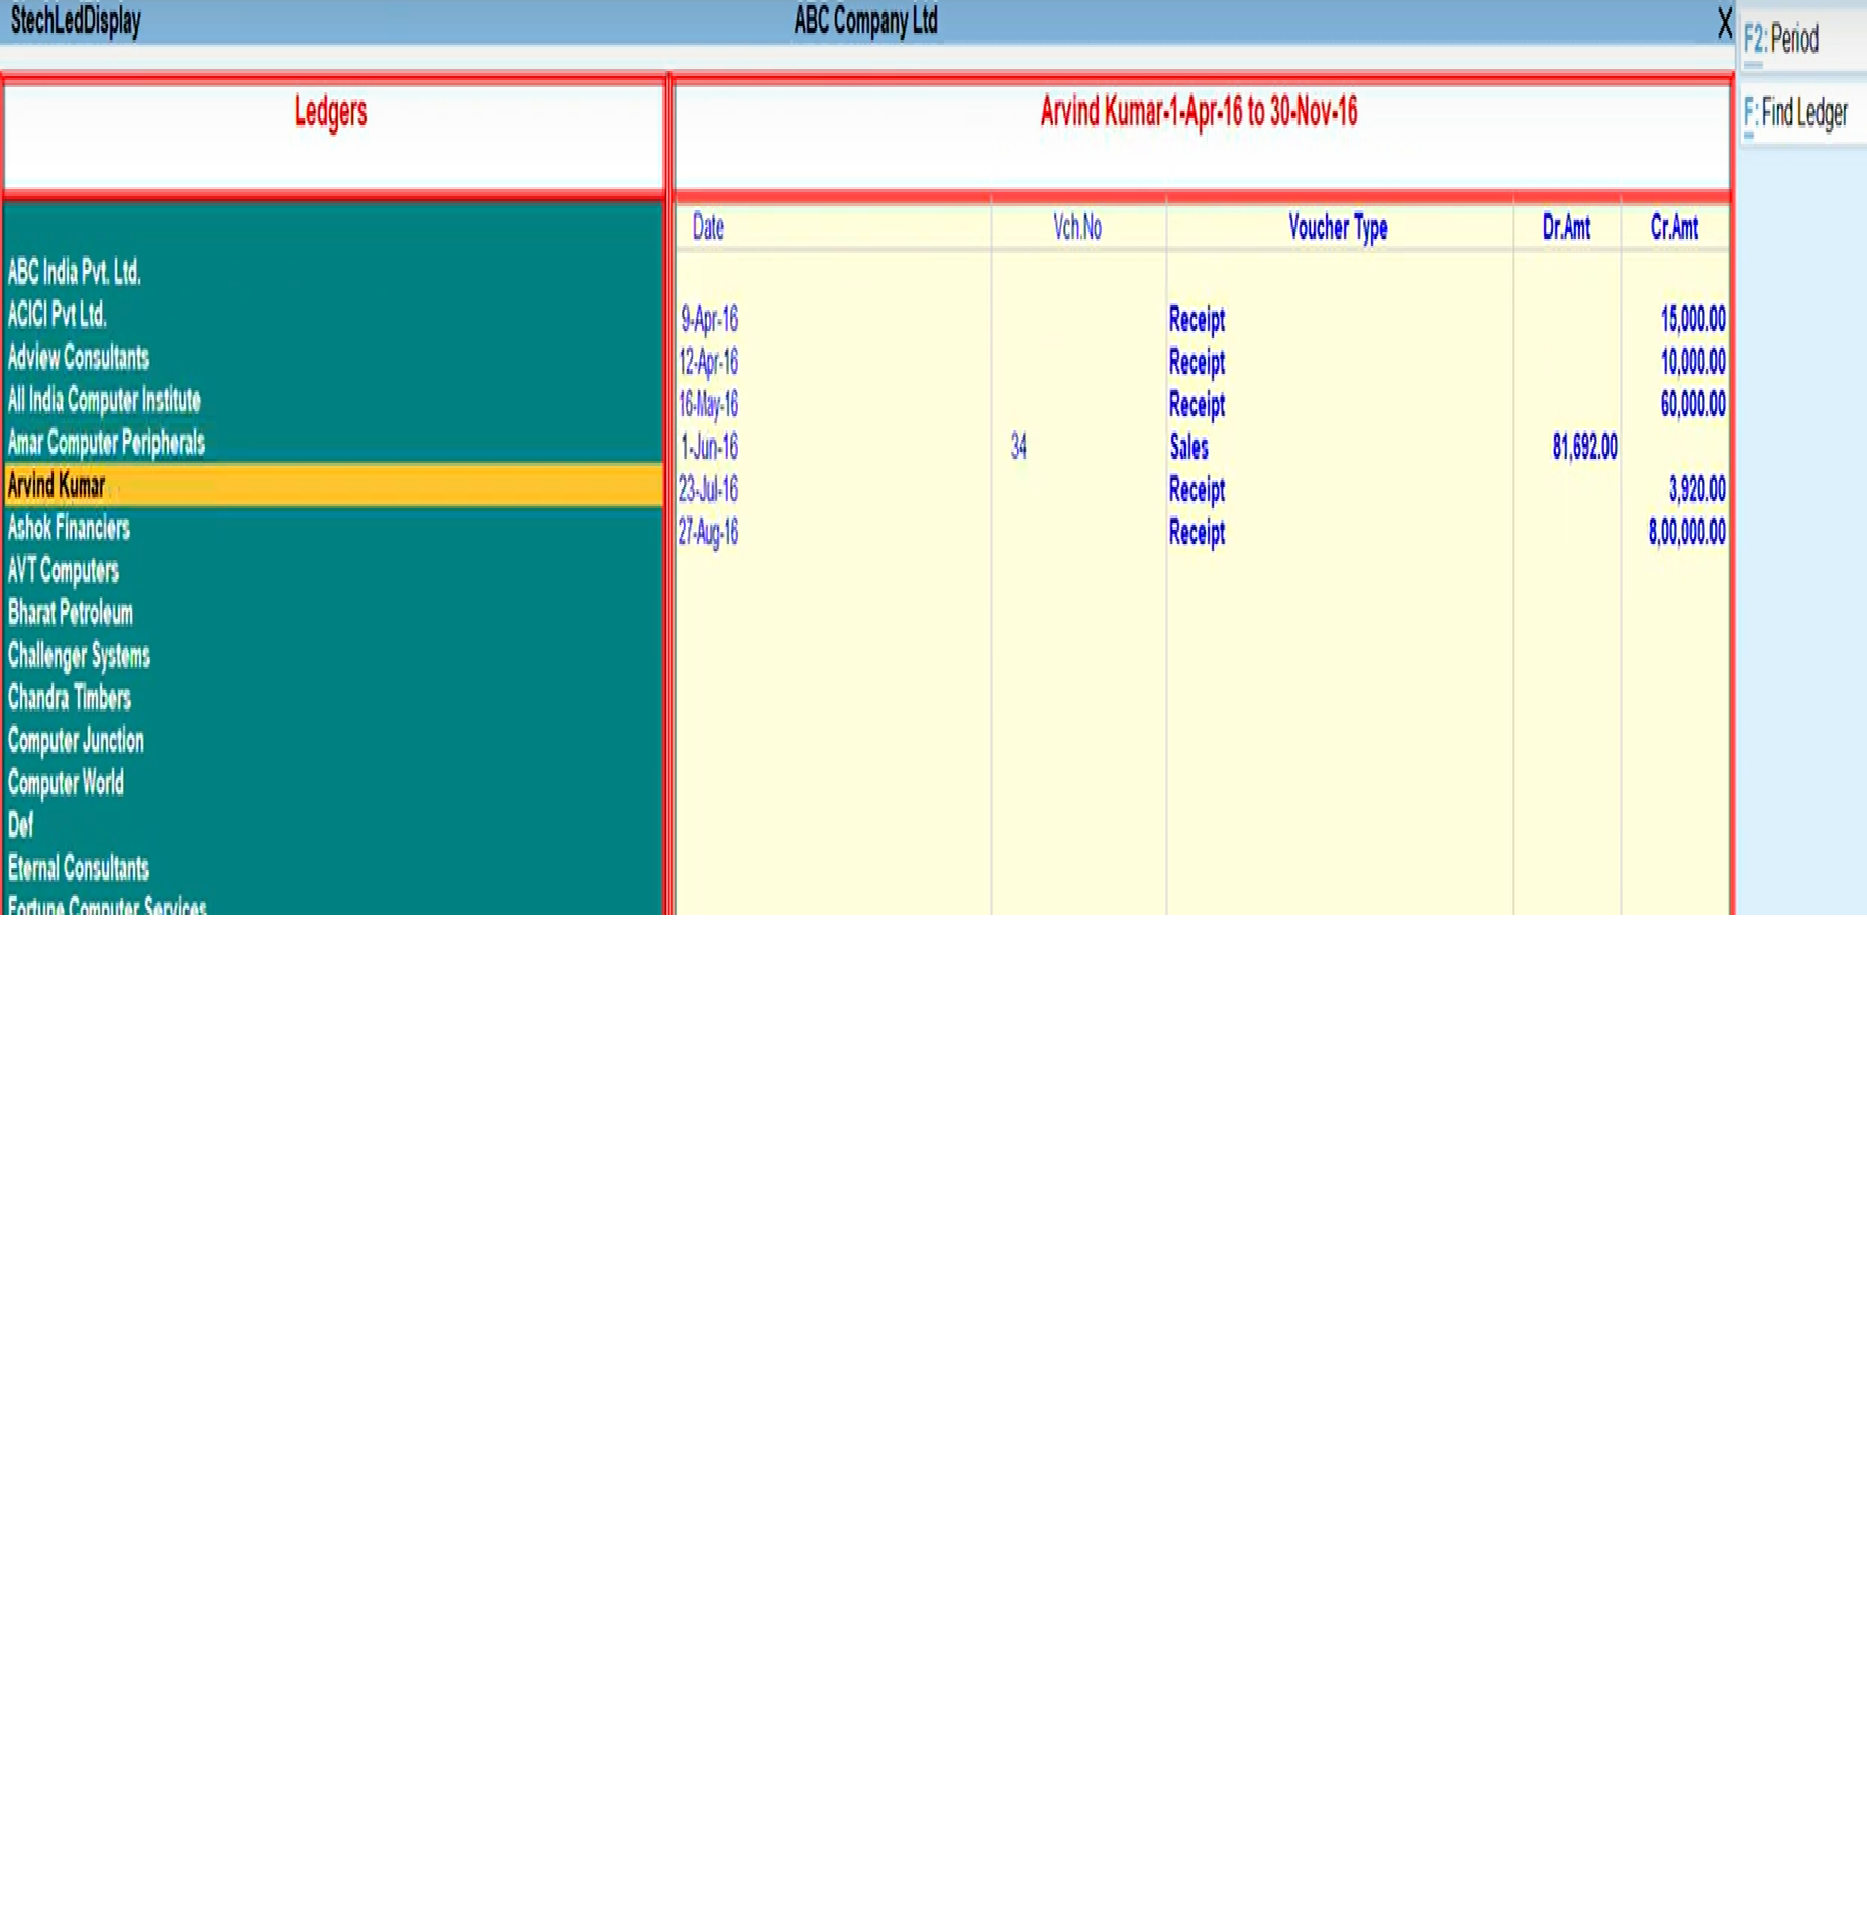 StechLedDisplay ABC Company Ltd X
F2: Period
F: Find Ledger
Ledgers
ABC India Pvt. Ltd.
ACICI Pvt Ltd.
Adview Consultants
All India Computer Institute
Amar Computer Peripherals
Arvind Kumar
Ashok Financiers
AVT Computers
Bharat Petroleum
Challenger Systems
Chandra Timbers
Computer Junction
Computer World
Def
Eternal Consultants
Fortune Computer Services
Arvind Kumar-1-Apr-16 to 30-Nov-16
Date Vch.No Voucher Type Dr.Amt Cr.Amt
9-Apr-16 Receipt 15,000.00
12-Apr-16 Receipt 10,000.00
16-May-16 Receipt 60,000.00
1-Jun-16 34 Sales 81,692.00
23-Jul-16 Receipt 3,920.00
27-Aug-16 Receipt 8,00,000.00